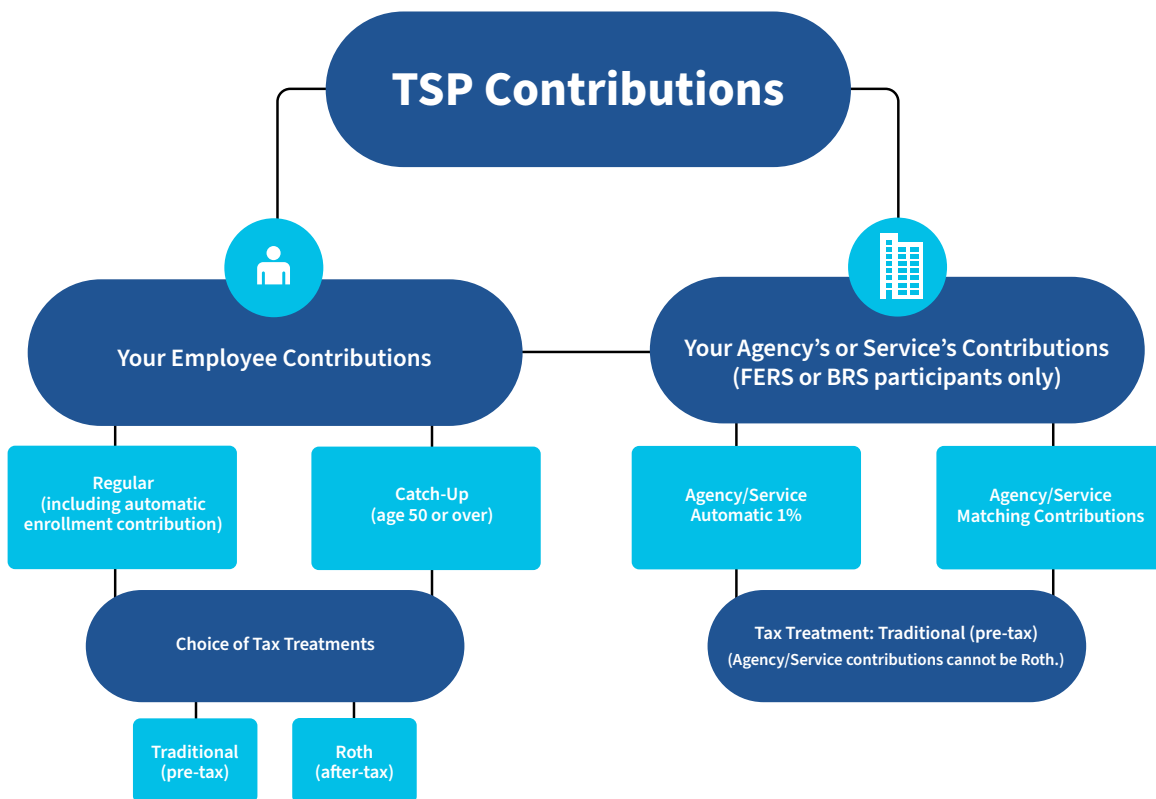 TSP Contributions
Your Employee Contributions
Your Agency’s or Service’s Contributions
(FERS or BRS participants only)
Regular
(including automatic
enrollment contribution)
Catch-Up
(age 50 or over)
Agency/Service
Automatic 1%
Agency/Service
Matching Contributions
Choice of Tax Treatments
Tax Treatment: Traditional (pre-tax)
(Agency/Service contributions cannot be Roth.)
Traditional
(pre-tax)
Roth
(after-tax)